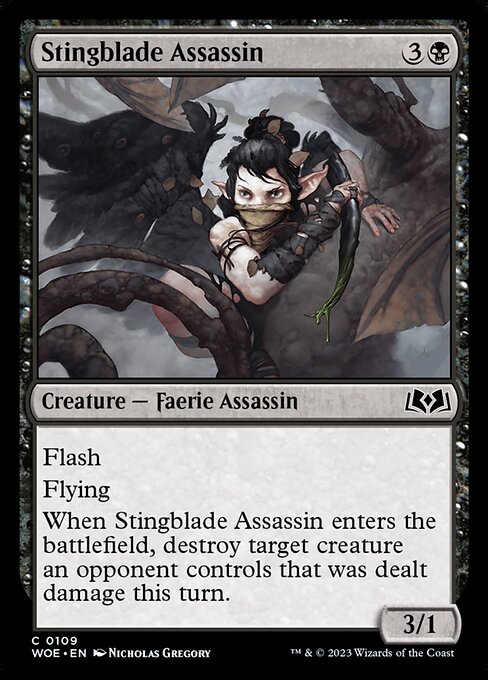 Stingblade Assassin 3
Creature — Faerie Assassin
Flash
Flying
When Stingblade Assassin enters the
battlefield, destroy target creature
an opponent controls that was dealt
damage this turn.
3/1
C 0109
WOE • EN Nicholas Gregory
™ & © 2023 Wizards of the Coast